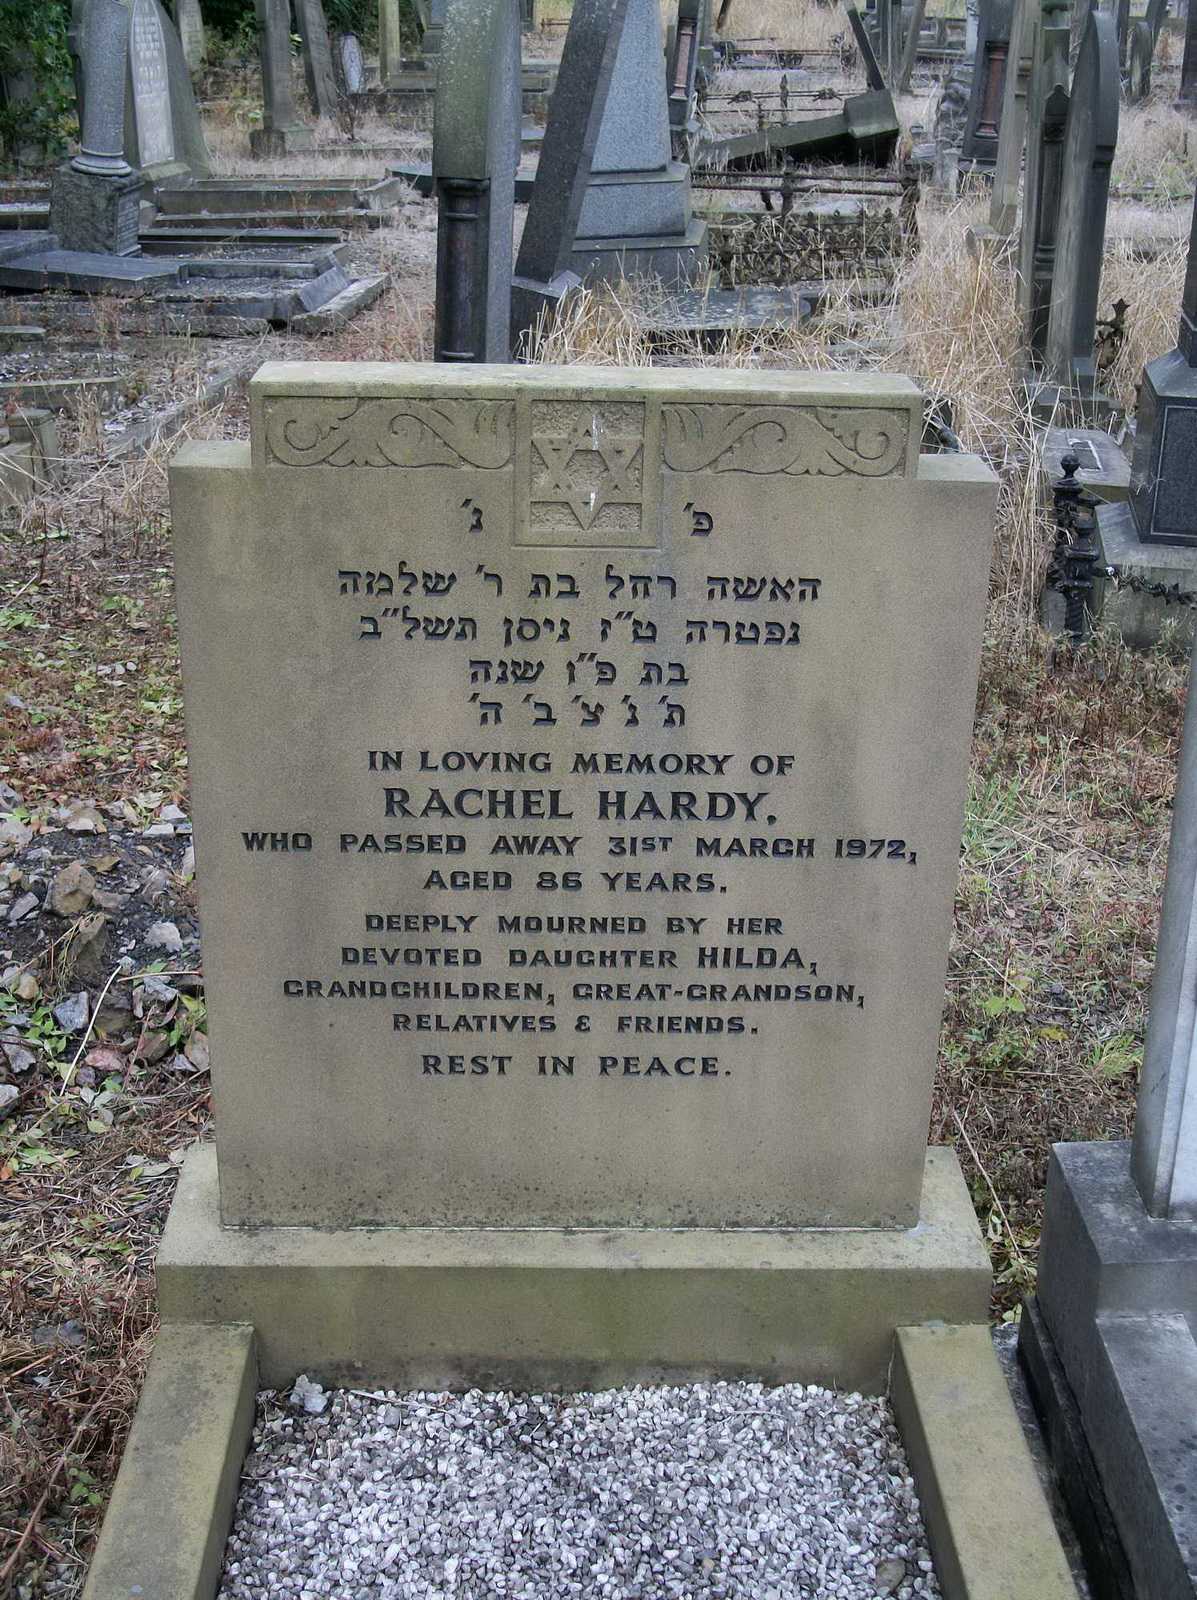 פ׳ נ׳
האשה רחל בת ר׳ שלמה
נפטרה ט״ז ניסן תשל״ב
בת פ״ו שנה
ת׳ נ׳ צ׳ ב׳ ה׳
IN LOVING MEMORY OF
RACHEL HARDY.
WHO PASSED AWAY 31ST MARCH 1972,
AGED 86 YEARS.
DEEPLY MOURNED BY HER
DEVOTED DAUGHTER HILDA,
GRANDCHILDREN, GREAT-GRANDSON,
RELATIVES & FRIENDS.
REST IN PEACE.